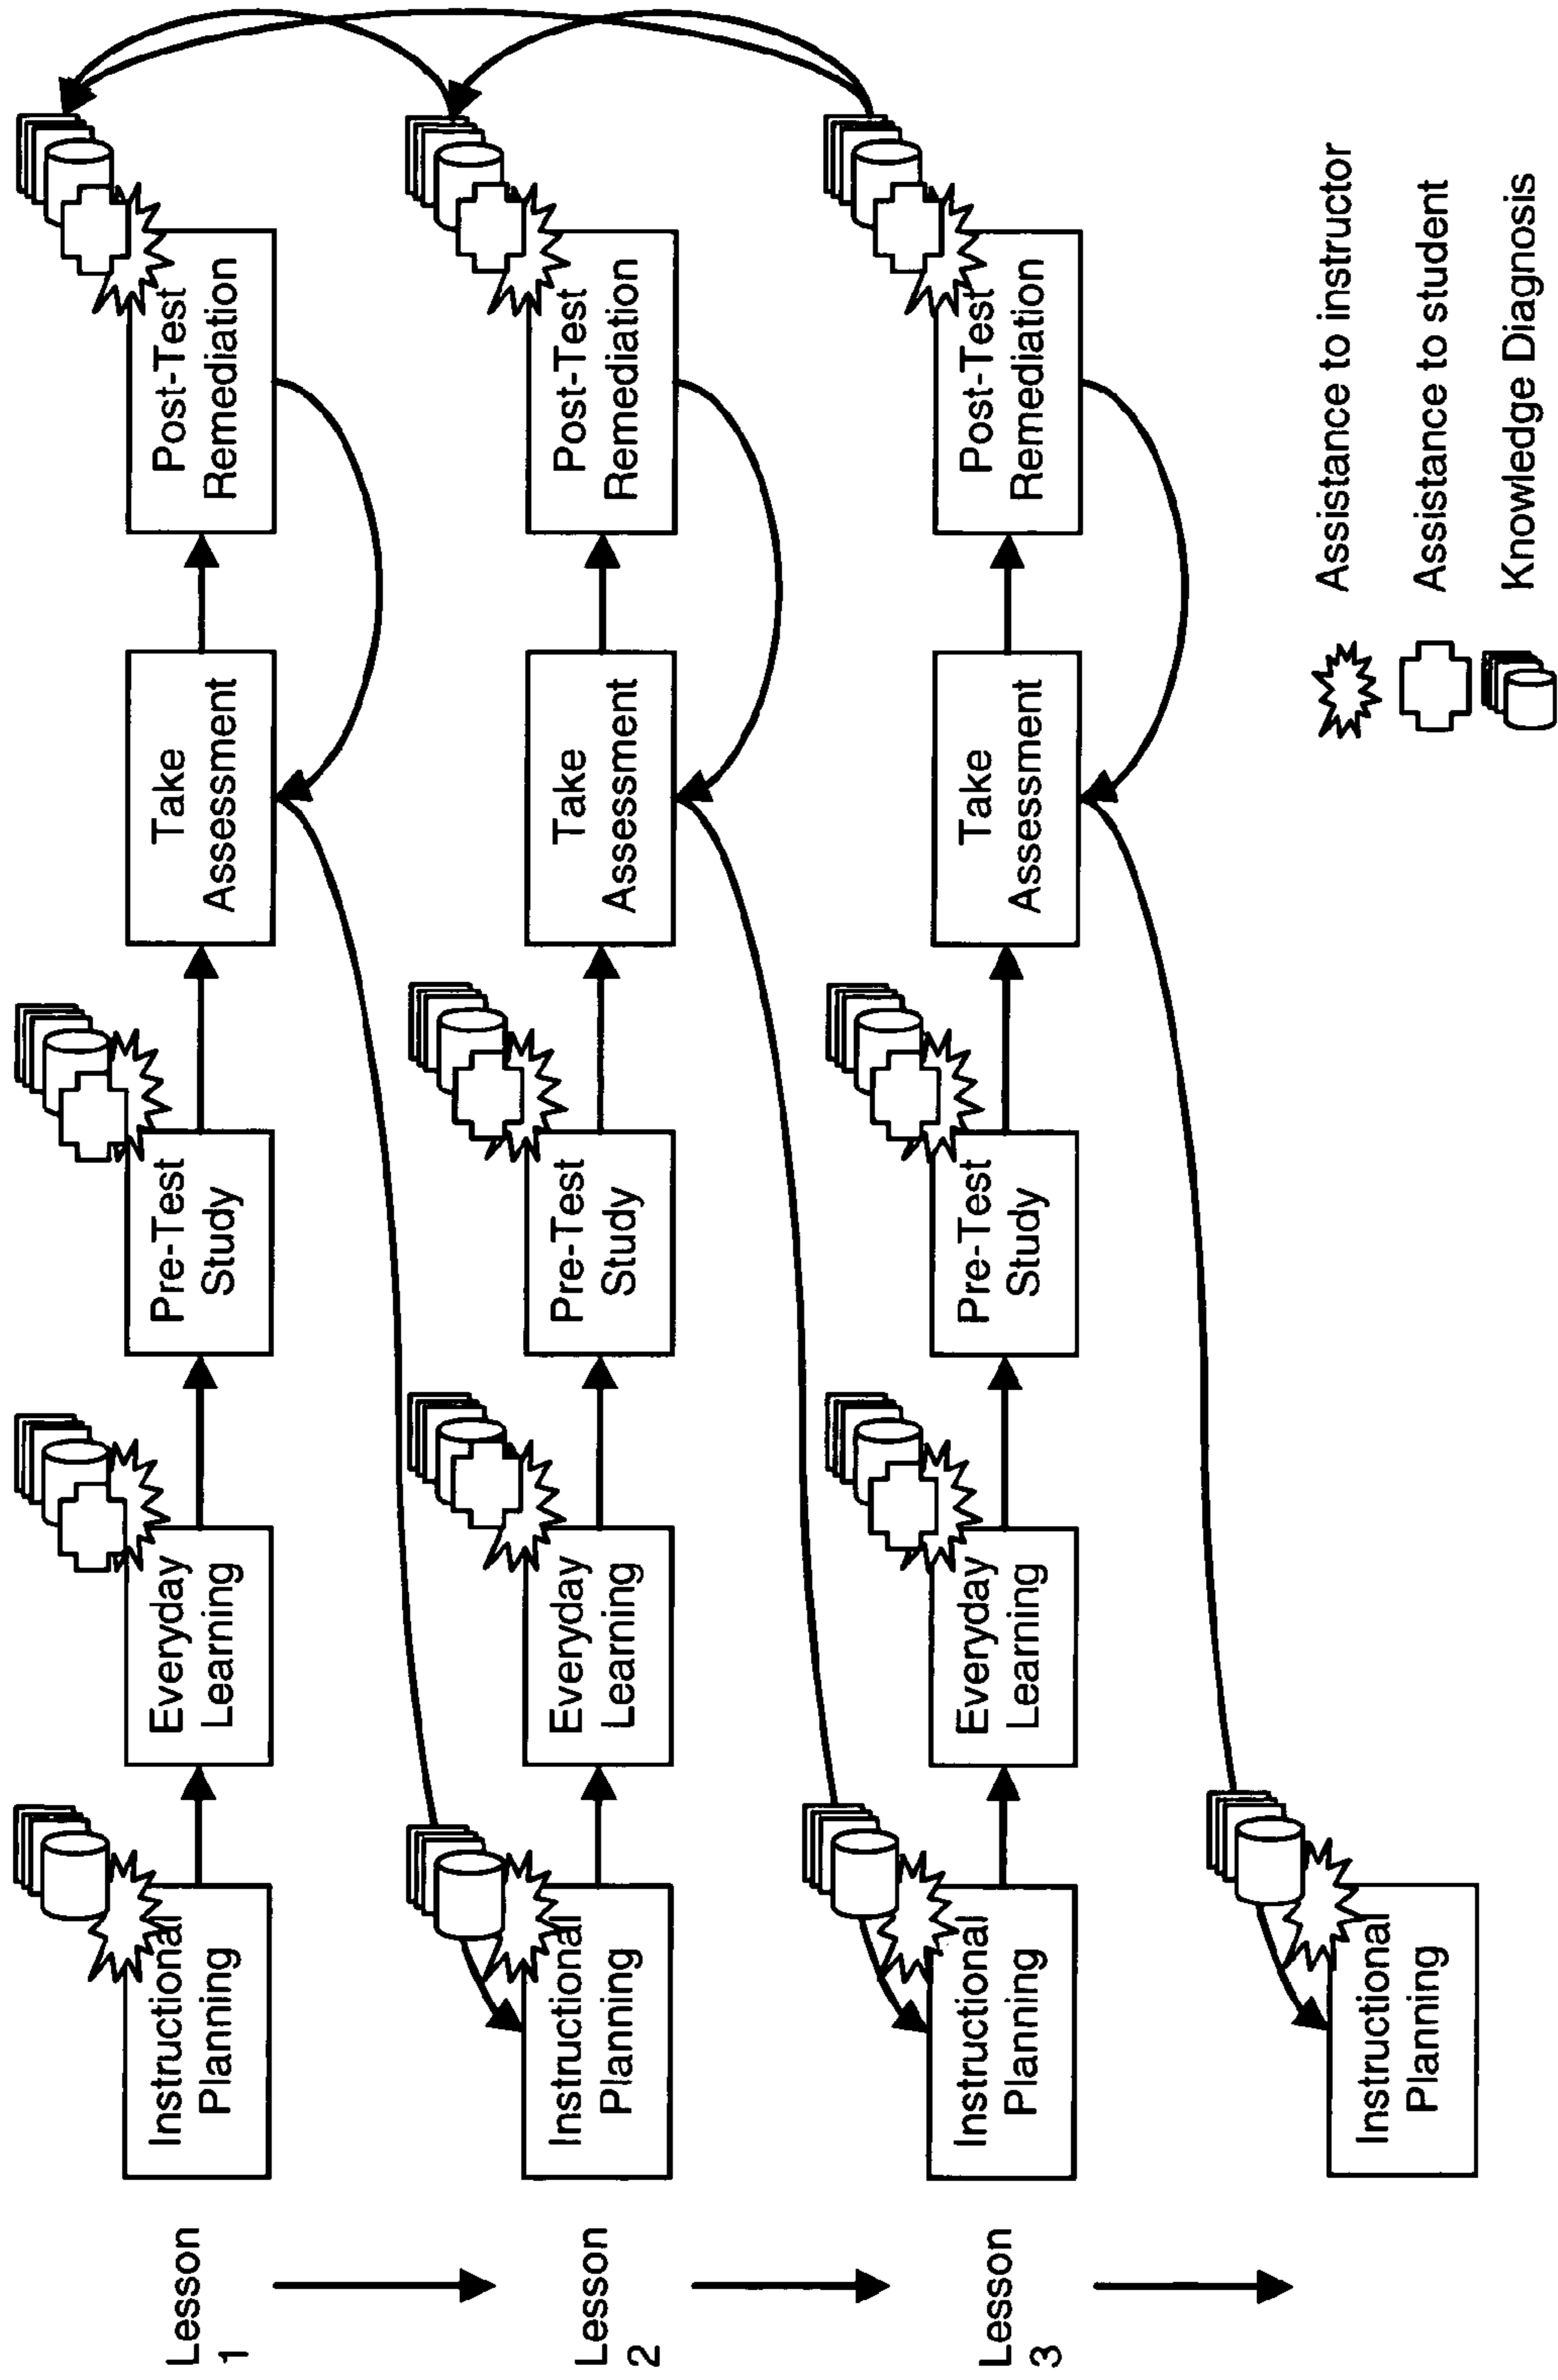 Lesson
1
Instructional
Planning
Everyday
Learning
Pre-Test
Study
Take
Assessment
Post-Test
Remediation
Lesson
2
Instructional
Planning
Everyday
Learning
Pre-Test
Study
Take
Assessment
Post-Test
Remediation
Lesson
3
Instructional
Planning
Everyday
Learning
Pre-Test
Study
Take
Assessment
Post-Test
Remediation
Instructional
Planning
Assistance to instructor
Assistance to student
Knowledge Diagnosis